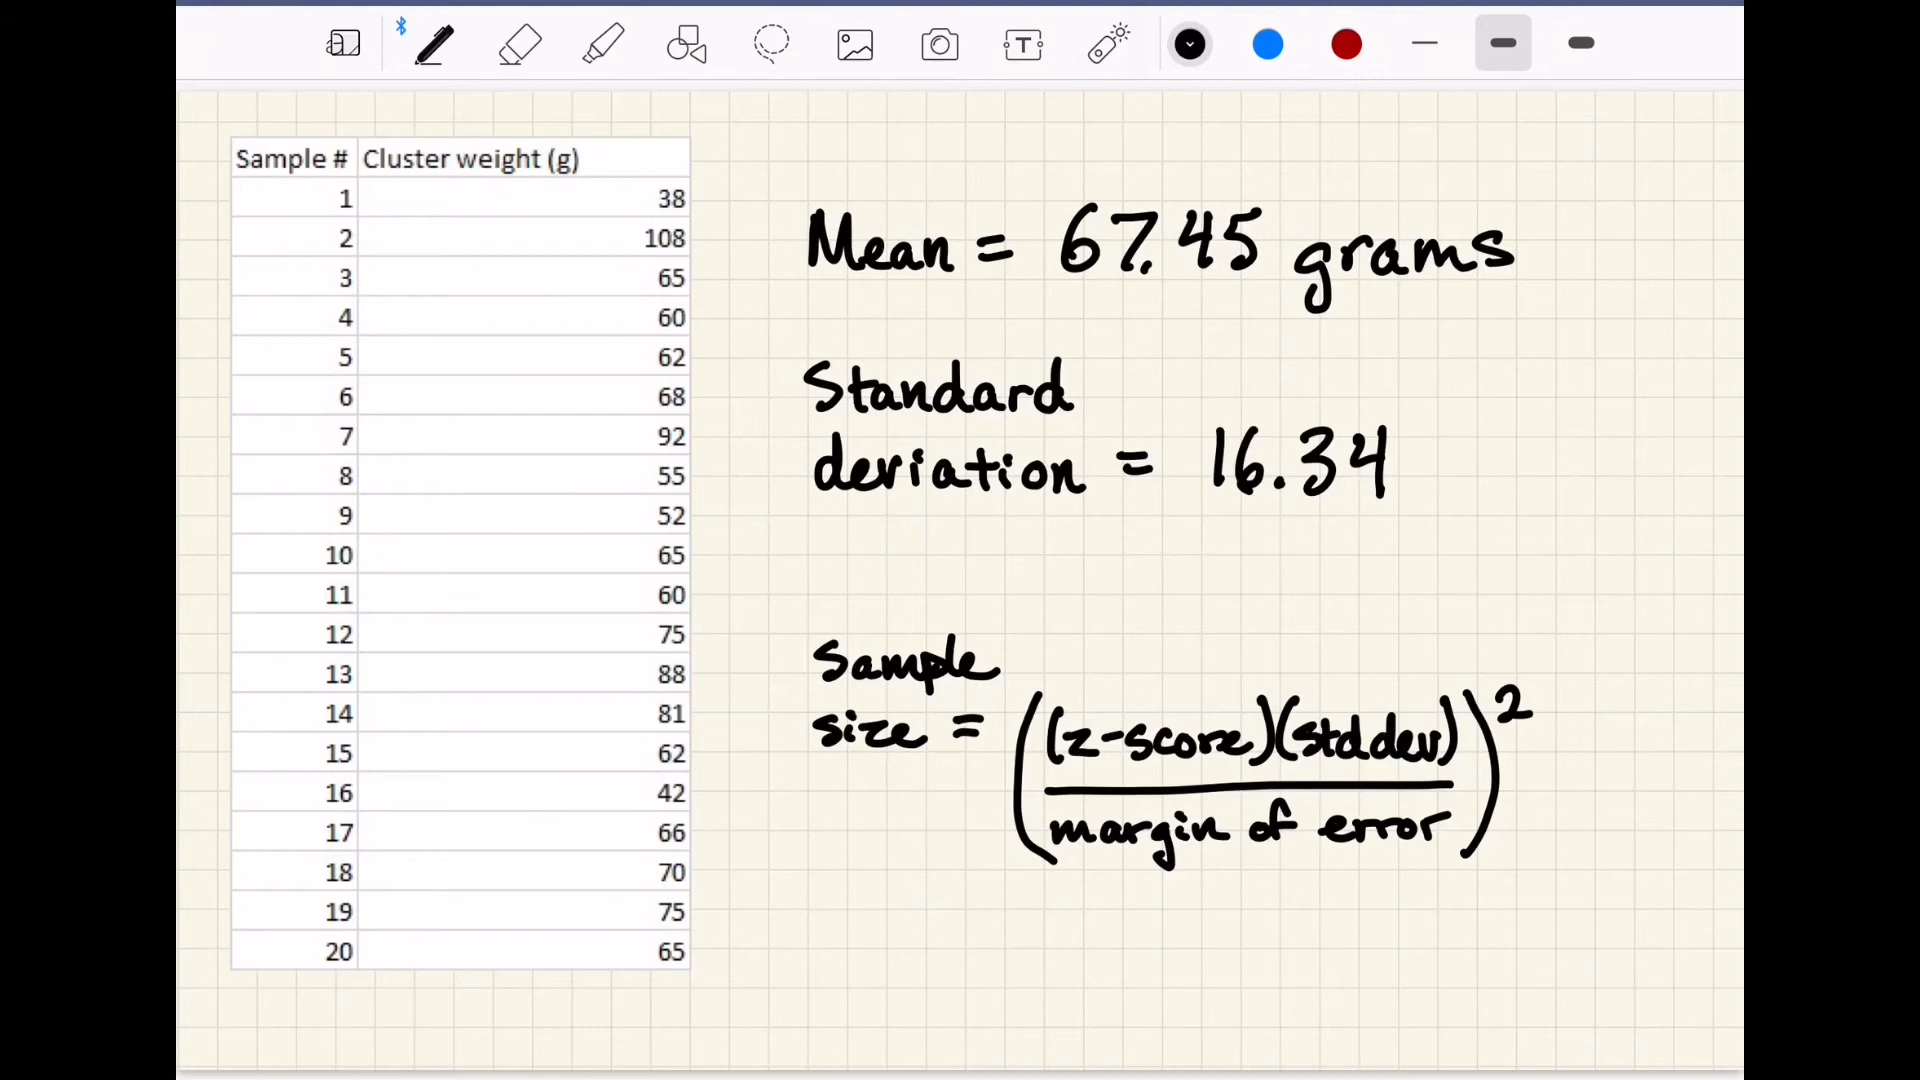 Sample # Cluster weight (g)
1 38
2 108
3 65
4 60
5 62
6 68
7 92
8 55
9 52
10 65
11 60
12 75
13 88
14 81
15 62
16 42
17 66
18 70
19 75
20 65
Mean = 67.45 grams
Standard
deviation = 16.34
Sample
size = ((z-score)(stddev)
margin of error)²